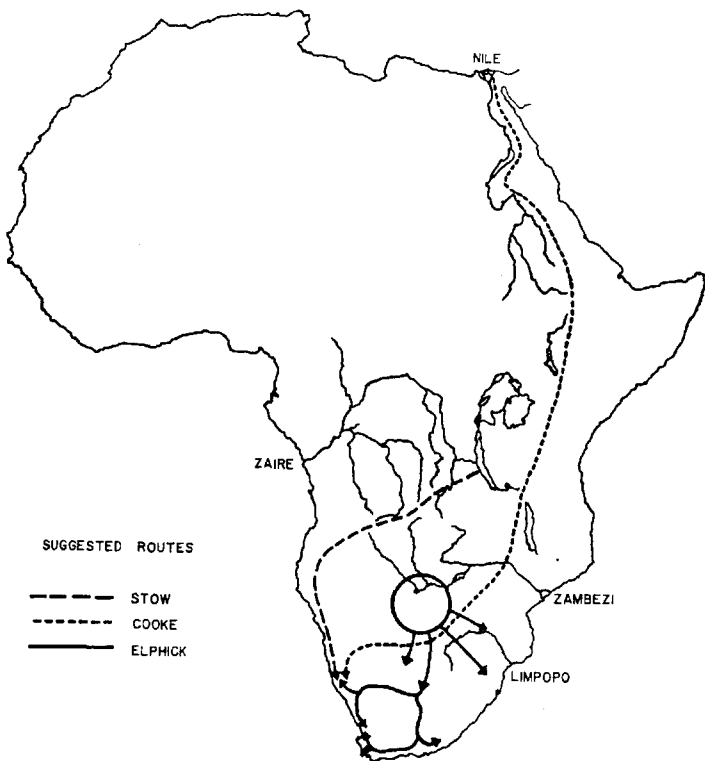 NILE
ZAIRE
SUGGESTED ROUTES
STOW
COOKE
ELPHICK
ZAMBEZI
LIMPOPO